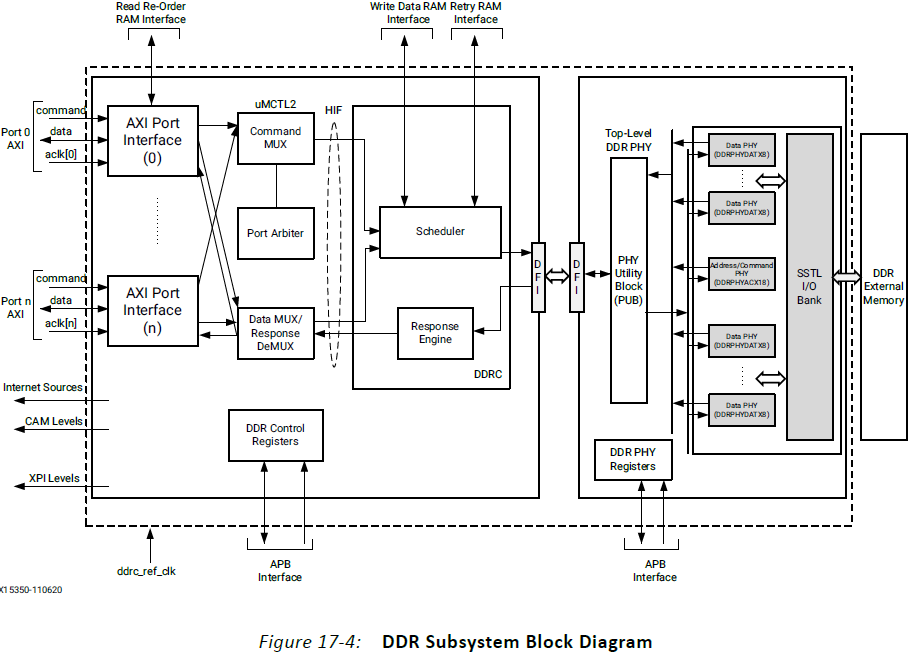 Read Re-Order
RAM Interface
Write Data RAM
Interface
Retry RAM
Interface
Port 0
AXI
command
data
aclk[0]
AXI Port
Interface
(0)
uMCTL2
Command
MUX
HIF
Port Arbiter
Scheduler
Top-Level
DDR PHY
Data PHY
(DDRPHYDATX8)
Data PHY
(DDRPHYDATX8)
Address/Command
PHY
(DDRPHYACX18)
Data PHY
(DDRPHYDATX8)
Data PHY
(DDRPHYDATX8)
PHY
Utility
Block
(PUB)
SSTL
I/O
Bank
DDR
External
Memory
D
F
I
D
F
I
Port n
AXI
command
data
aclk[n]
AXI Port
Interface
(n)
Data MUX/
Response
DeMUX
Response
Engine
DDRC
Internet Sources
CAM Levels
XPI Levels
DDR Control
Registers
DDR PHY
Registers
ddrc_ref_clk
APB
Interface
APB
Interface
X15350-110620
Figure 17-4: DDR Subsystem Block Diagram